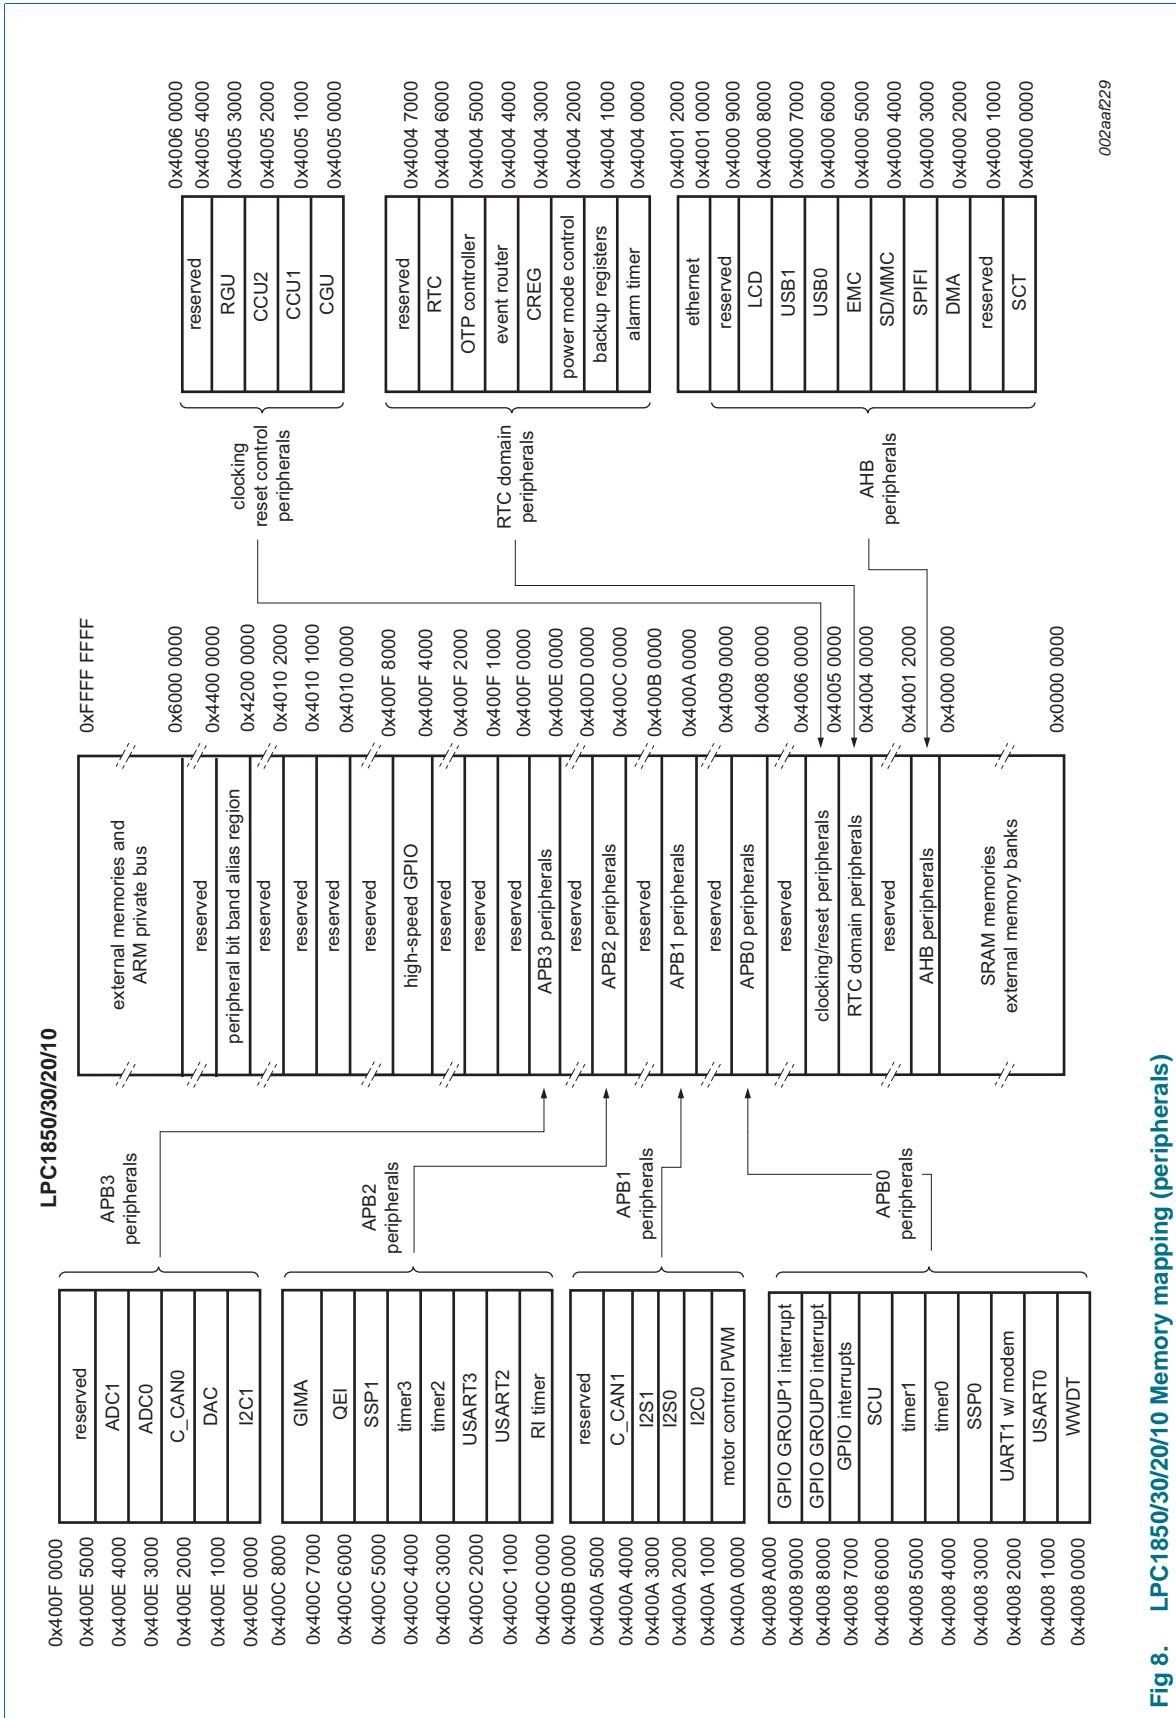 LPC1850/30/20/10
0x400F 0000
0x400E 5000
0x400E 4000
0x400E 3000
0x400E 2000
0x400E 1000
0x400E 0000
reserved
ADC1
ADC0
C_CAN0
DAC
I2C1
APB3
peripherals
0x400C 8000
0x400C 7000
0x400C 6000
0x400C 5000
0x400C 4000
0x400C 3000
0x400C 2000
0x400C 1000
0x400C 0000
GIMA
QEI
SSP1
timer3
timer2
USART3
USART2
RI timer
APB2
peripherals
0x400B 0000
0x400A 5000
0x400A 4000
0x400A 3000
0x400A 2000
0x400A 1000
0x400A 0000
reserved
C_CAN1
I2S1
I2S0
I2C0
motor control PWM
APB1
peripherals
0x4008 A000
0x4008 9000
0x4008 8000
0x4008 7000
0x4008 6000
0x4008 5000
0x4008 4000
0x4008 3000
0x4008 2000
0x4008 1000
0x4008 0000
GPIO GROUP1 interrupt
GPIO GROUP0 interrupt
GPIO interrupts
SCU
timer1
timer0
SSP0
UART1 w/ modem
USART0
WWDT
APB0
peripherals
external memories and
ARM private bus
reserved
peripheral bit band alias region
reserved
reserved
reserved
reserved
high-speed GPIO
reserved
reserved
reserved
APB3 peripherals
reserved
APB2 peripherals
reserved
APB1 peripherals
reserved
APB0 peripherals
reserved
clocking/reset peripherals
RTC domain peripherals
reserved
AHB peripherals
SRAM memories
external memory banks
0xFFFF FFFF
0x6000 0000
0x4400 0000
0x4200 0000
0x4010 2000
0x4010 1000
0x4010 0000
0x400F 8000
0x400F 4000
0x400F 2000
0x400F 1000
0x400F 0000
0x400E 0000
0x400D 0000
0x400C 0000
0x400B 0000
0x400A 0000
0x4009 0000
0x4008 0000
0x4006 0000
0x4005 0000
0x4004 0000
0x4001 2000
0x4000 0000
0x0000 0000
clocking
reset control
peripherals
reserved
RGU
CCU2
CCU1
CGU
0x4006 0000
0x4005 4000
0x4005 3000
0x4005 2000
0x4005 1000
0x4005 0000
RTC domain
peripherals
reserved
RTC
OTP controller
event router
CREG
power mode control
backup registers
alarm timer
0x4004 7000
0x4004 6000
0x4004 5000
0x4004 4000
0x4004 3000
0x4004 2000
0x4004 1000
0x4004 0000
AHB
peripherals
ethernet
reserved
LCD
USB1
USB0
EMC
SD/MMC
SPIFI
DMA
reserved
SCT
0x4001 2000
0x4001 0000
0x4000 9000
0x4000 8000
0x4000 7000
0x4000 6000
0x4000 5000
0x4000 4000
0x4000 3000
0x4000 2000
0x4000 1000
0x4000 0000
002aaf229
Fig 8. LPC1850/30/20/10 Memory mapping (peripherals)